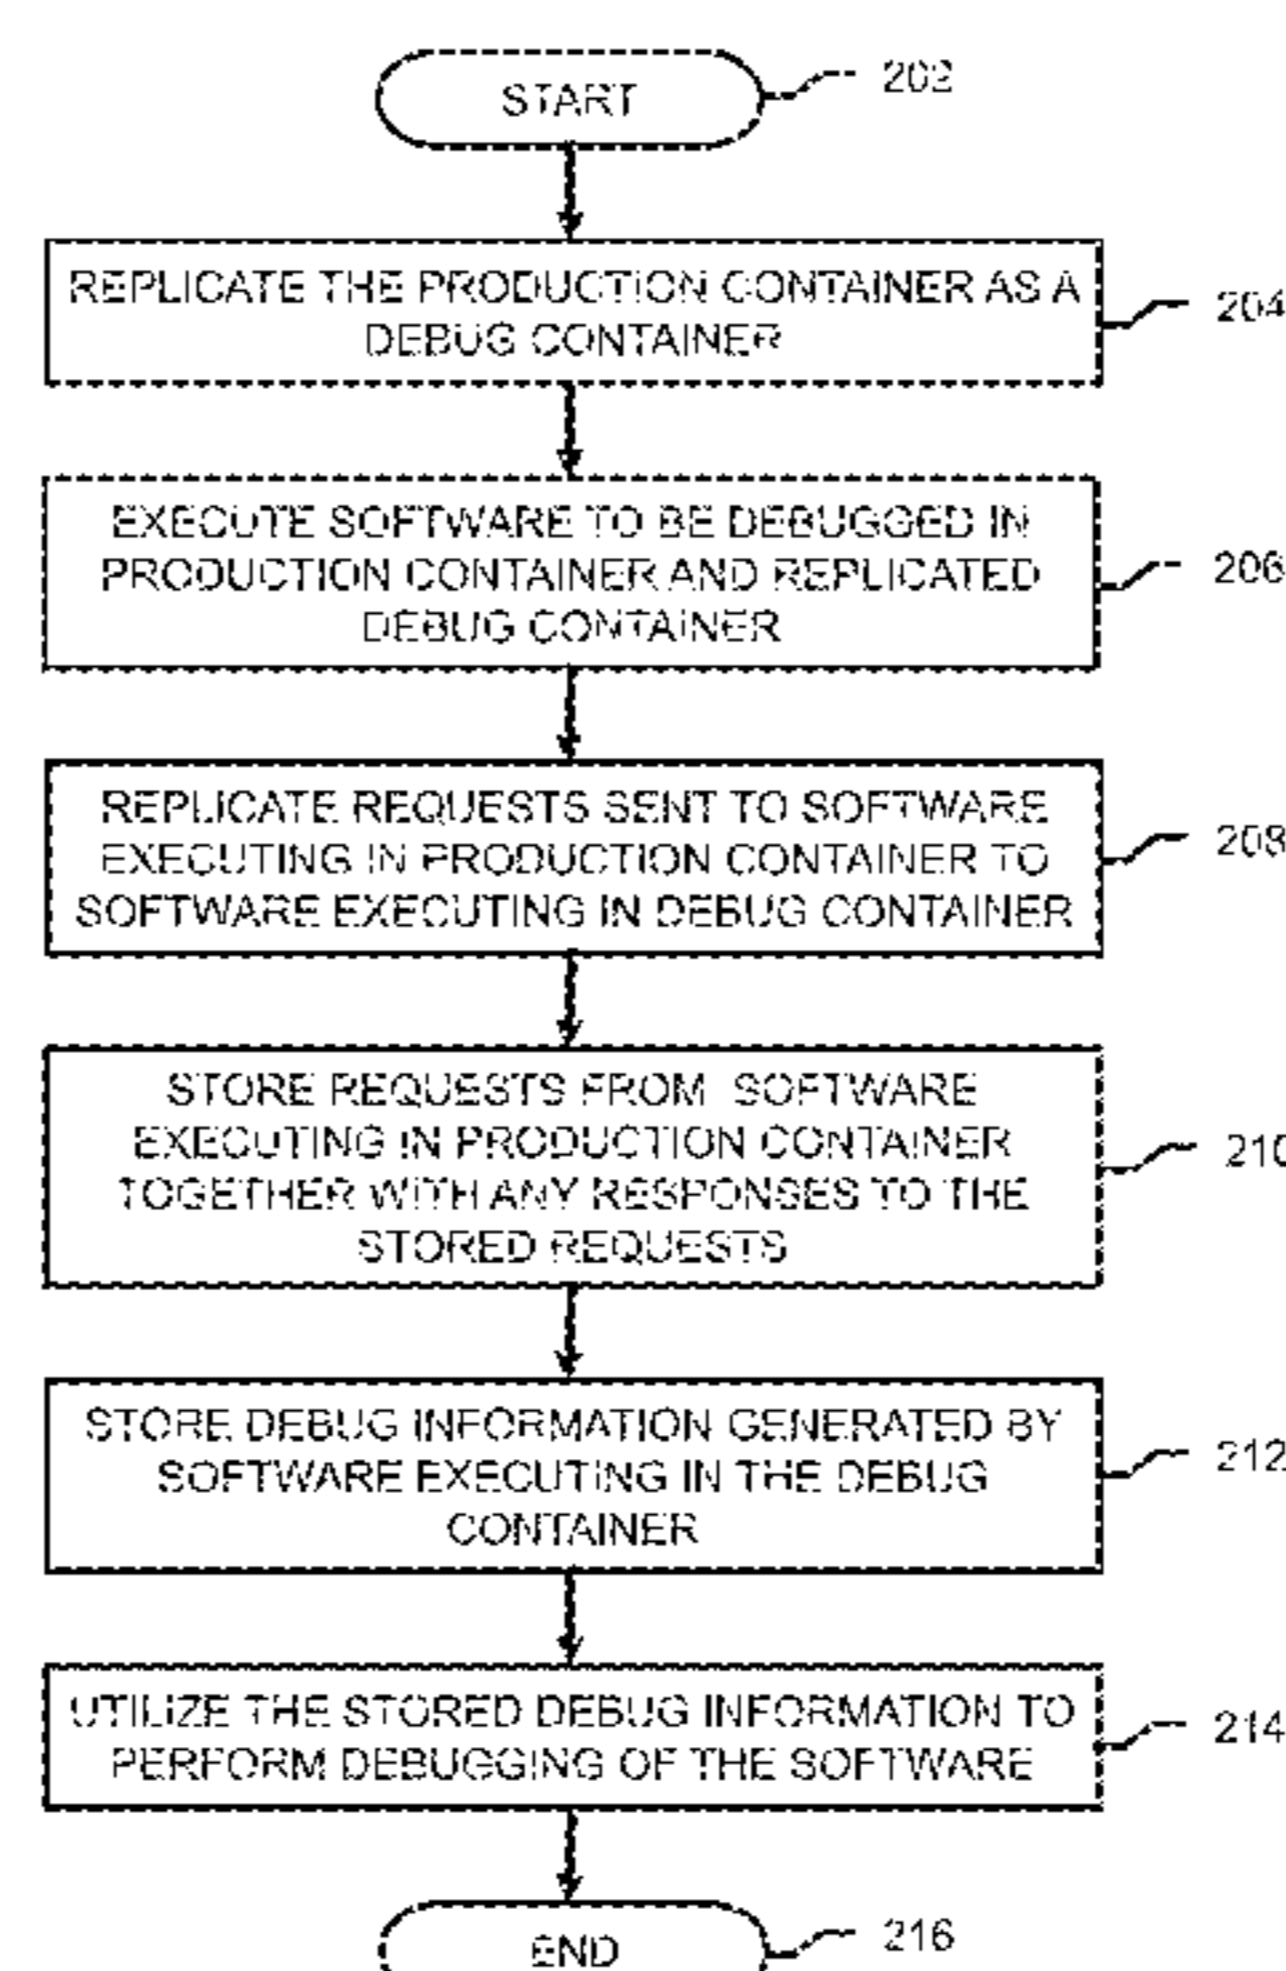 START
202
REPLICATE THE PRODUCTION CONTAINER AS A
DEBUG CONTAINER
204
EXECUTE SOFTWARE TO BE DEBUGGED IN
PRODUCTION CONTAINER AND REPLICATED
DEBUG CONTAINER
206
REPLICATE REQUESTS SENT TO SOFTWARE
EXECUTING IN PRODUCTION CONTAINER TO
SOFTWARE EXECUTING IN DEBUG CONTAINER
208
STORE REQUESTS FROM SOFTWARE
EXECUTING IN PRODUCTION CONTAINER
TOGETHER WITH ANY RESPONSES TO THE
STORED REQUESTS
210
STORE DEBUG INFORMATION GENERATED BY
SOFTWARE EXECUTING IN THE DEBUG
CONTAINER
212
UTILIZE THE STORED DEBUG INFORMATION TO
PERFORM DEBUGGING OF THE SOFTWARE
214
END
216